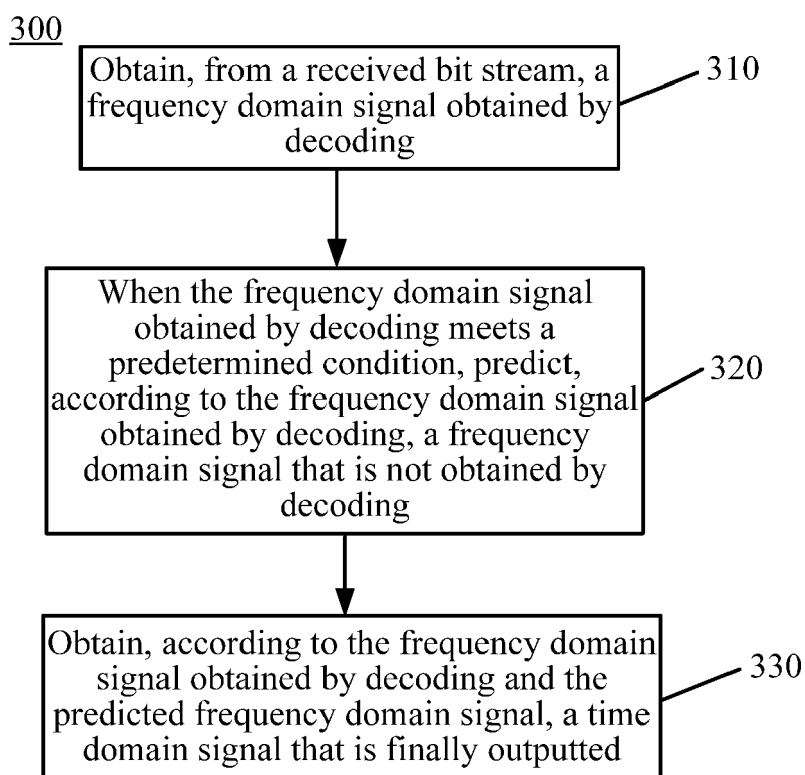 300
Obtain, from a received bit stream, a
frequency domain signal obtained by
decoding
310
When the frequency domain signal
obtained by decoding meets a
predetermined condition, predict,
according to the frequency domain signal
obtained by decoding, a frequency
domain signal that is not obtained by
decoding
320
Obtain, according to the frequency domain
signal obtained by decoding and the
predicted frequency domain signal, a time
domain signal that is finally outputted
330